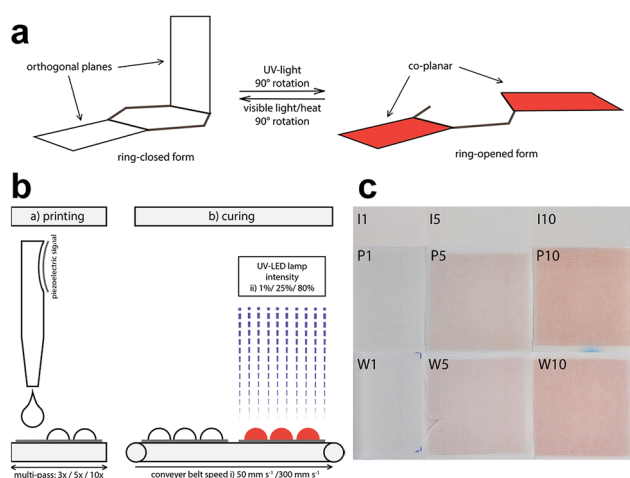 a
orthogonal planes
UV-light
90° rotation
visible light/heat
90° rotation
co-planar
ring-closed form
ring-opened form
b
a) printing
b) curing
piezoelectric signal
UV-LED lamp
intensity
ii) 1%/ 25%/ 80%
multi-pass: 3x / 5x / 10x
conveyer belt speed i) 50 mm s⁻¹ /300 mm s⁻¹
c
I1 I5 I10
P1 P5 P10
W1 W5 W10